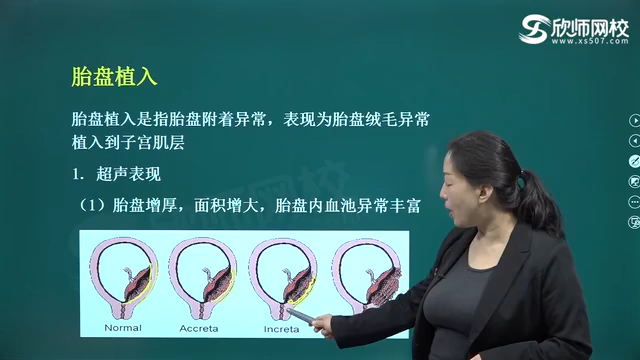 欣师网校
www.xs507.com
胎盘植入
胎盘植入是指胎盘附着异常，表现为胎盘绒毛异常
植入到子宫肌层
1．超声表现
（1）胎盘增厚，面积增大，胎盘内血池异常丰富
Normal Accreta Increta